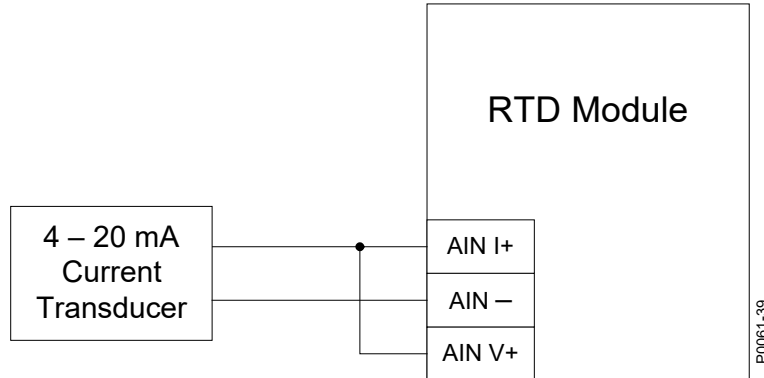 RTD Module
4 – 20 mA
Current
Transducer
AIN I+
AIN –
AIN V+
P0061-39